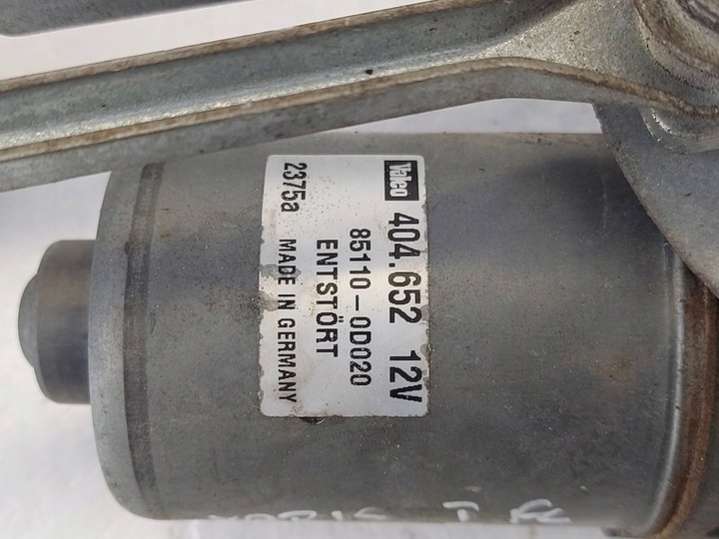 Valeo 404.652 12V
85110-0D020
ENTSTÖRT
2375a MADE IN GERMANY